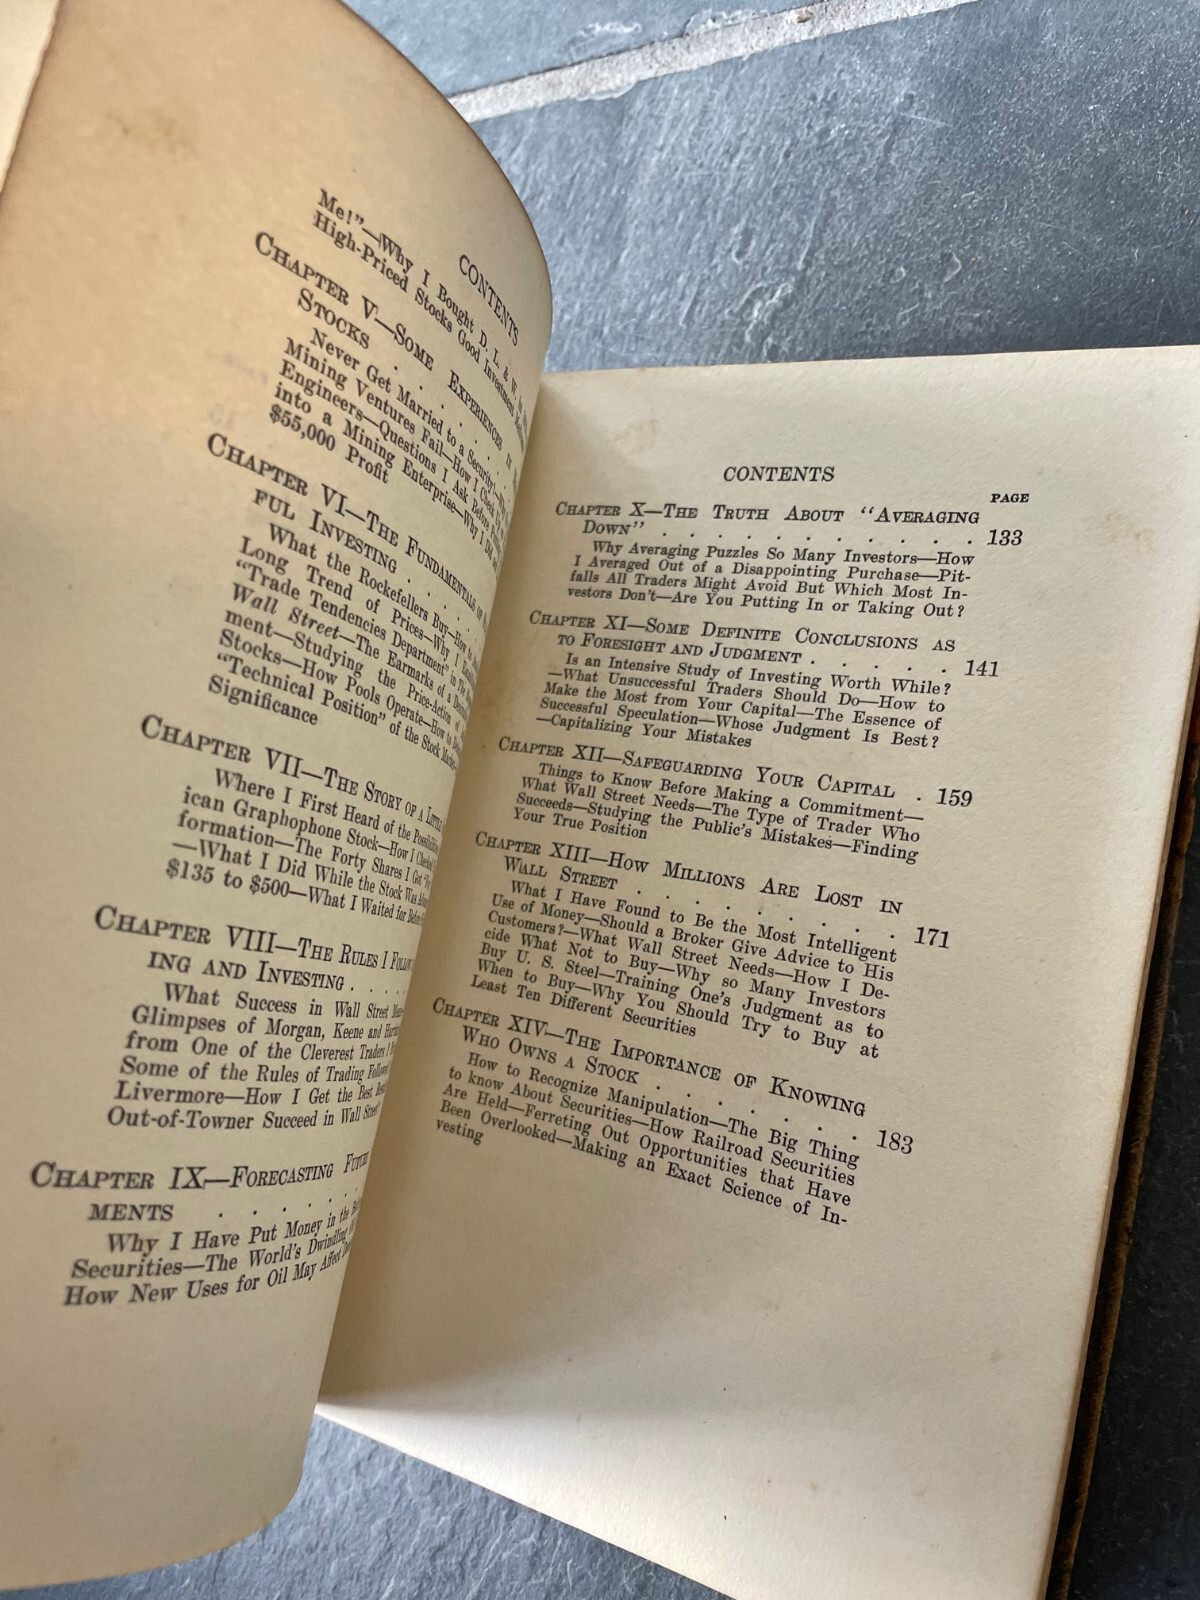 CONTENTS
Me!”—Why I Bought D. L. & W.
High-Priced Stocks Good Investment
CHAPTER V—SOME EXPERIENCES
STOCKS
Never Get Married to a Security!
Mining Ventures Fail—How I
Engineers—Questions I Ask Before
into a Mining Enterprise—Why I Did
$55,000 Profit
CHAPTER VI—THE FUNDAMENTALS OF
FUL INVESTING
What the Rockefellers Buy—How to
Long Trend of Prices—Why I
“Trade Tendencies Department” in The
Wall Street—The Earmarks of a
ment—Studying the Price-Action of
Stocks—How Pools Operate—How to
“Technical Position” of the Stock Market
Significance
CHAPTER VII—THE STORY OF A LITTLE
Where I First Heard of the
ican Graphophone Stock—How I Checked
formation—The Forty Shares I Got
—What I Did While the Stock Was
$135 to $500—What I Waited for Before
CHAPTER VIII—THE RULES I FOLLOW
ING AND INVESTING . . . .
What Success in Wall Street
Glimpses of Morgan, Keene and
from One of the Cleverest Traders I
Some of the Rules of Trading Followed
Livermore—How I Get the Best
Out-of-Towner Succeed in Wall Street
CHAPTER IX—FORECASTING
MENTS . . . . . .
Why I Have Put Money in the
Securities—The World’s Dwindling
How New Uses for Oil May Affect
CONTENTS
PAGE
CHAPTER X—THE TRUTH ABOUT “AVERAGING
DOWN” . . . . . . . . . . . 133
Why Averaging Puzzles So Many Investors—How
I Averaged Out of a Disappointing Purchase—Pit-
falls All Traders Might Avoid But Which Most In-
vestors Don’t—Are You Putting In or Taking Out?
CHAPTER XI—SOME DEFINITE CONCLUSIONS AS
TO FORESIGHT AND JUDGMENT . . . . . 141
Is an Intensive Study of Investing Worth While?
—What Unsuccessful Traders Should Do—How to
Make the Most from Your Capital—The Essence of
Successful Speculation—Whose Judgment Is Best?
—Capitalizing Your Mistakes
CHAPTER XII—SAFEGUARDING YOUR CAPITAL . 159
Things to Know Before Making a Commitment—
What Wall Street Needs—The Type of Trader Who
Succeeds—Studying the Public’s Mistakes—Finding
Your True Position
CHAPTER XIII—HOW MILLIONS ARE LOST IN
WALL STREET . . . . . . . . 171
What I Have Found to Be the Most Intelligent
Use of Money—Should a Broker Give Advice to His
Customers?—What Wall Street Needs—How I De-
cide What Not to Buy—Why so Many Investors
Buy U. S. Steel—Training One’s Judgment as to
When to Buy—Why You Should Try to Buy at
Least Ten Different Securities
CHAPTER XIV—THE IMPORTANCE OF KNOWING
WHO OWNS A STOCK . . . . . . . 183
How to Recognize Manipulation—The Big Thing
to know About Securities—How Railroad Securities
Are Held—Ferreting Out Opportunities that Have
Been Overlooked—Making an Exact Science of In-
vesting